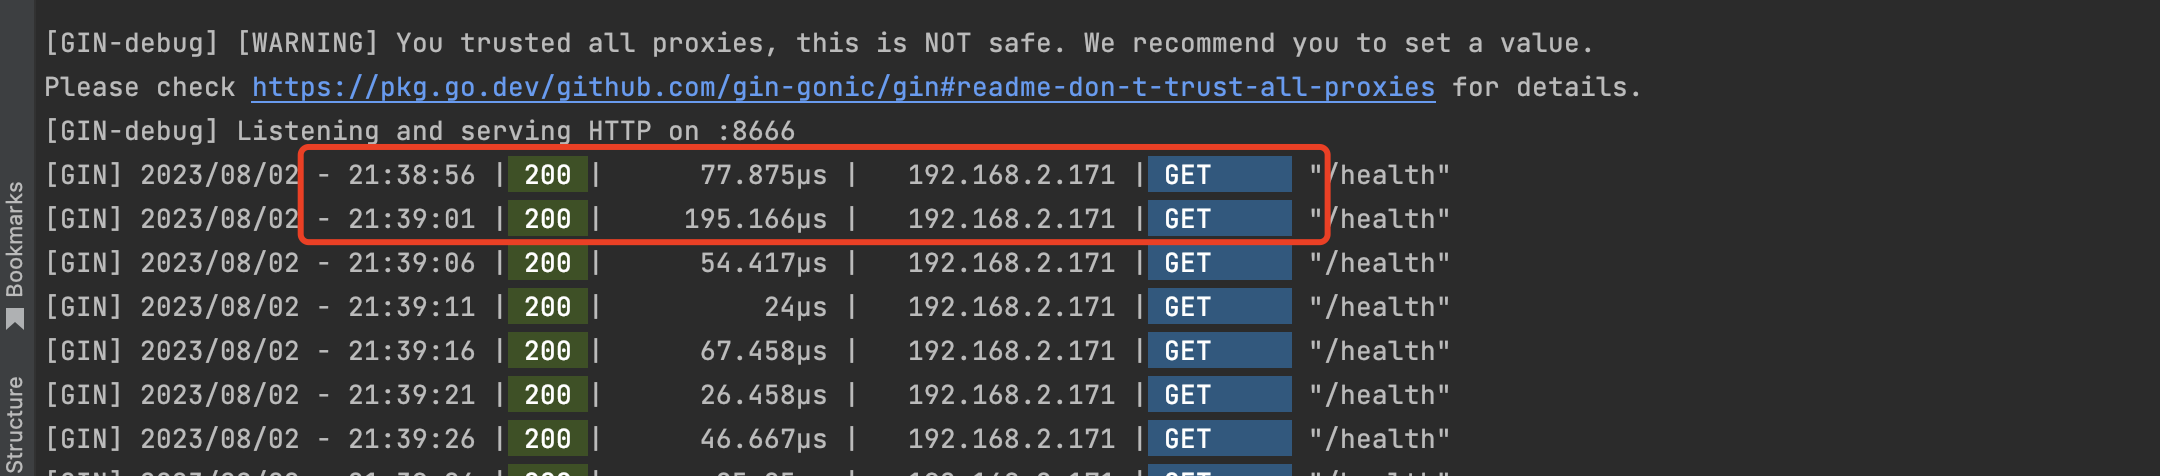 [GIN-debug] [WARNING] You trusted all proxies, this is NOT safe. We recommend you to set a value.
Please check https://pkg.go.dev/github.com/gin-gonic/gin#readme-don-t-trust-all-proxies for details.
[GIN-debug] Listening and serving HTTP on :8666
[GIN] 2023/08/02 - 21:38:56 | 200 | 77.875µs | 192.168.2.171 | GET "/health"
[GIN] 2023/08/02 - 21:39:01 | 200 | 195.166µs | 192.168.2.171 | GET "/health"
[GIN] 2023/08/02 - 21:39:06 | 200 | 54.417µs | 192.168.2.171 | GET "/health"
[GIN] 2023/08/02 - 21:39:11 | 200 | 24µs | 192.168.2.171 | GET "/health"
[GIN] 2023/08/02 - 21:39:16 | 200 | 67.458µs | 192.168.2.171 | GET "/health"
[GIN] 2023/08/02 - 21:39:21 | 200 | 26.458µs | 192.168.2.171 | GET "/health"
[GIN] 2023/08/02 - 21:39:26 | 200 | 46.667µs | 192.168.2.171 | GET "/health"
Bookmarks
Structure